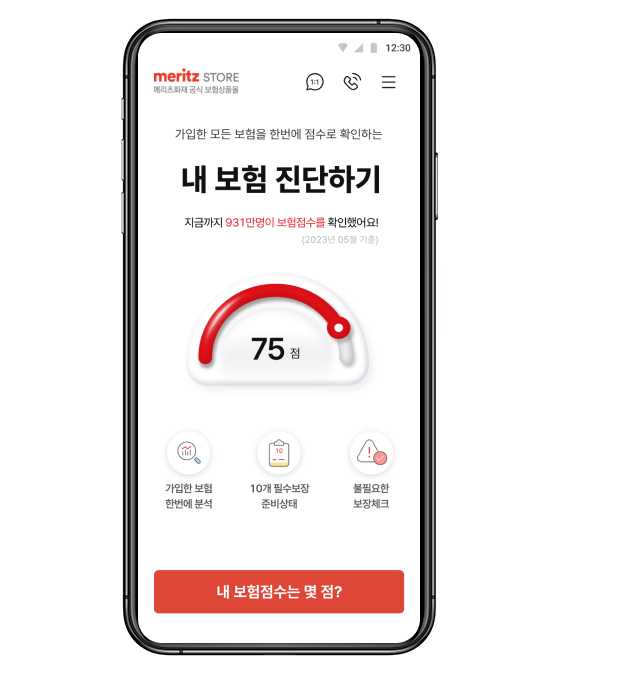 12:30
meritz STORE
메리츠화재 공식 보험상품몰
1:1
가입한 모든 보험을 한번에 점수로 확인하는
내 보험 진단하기
지금까지 931만명이 보험점수를 확인했어요!
(2023년 05월 기준)
75 점
10
가입한 보험
한번에 분석
10개 필수보장
준비상태
불필요한
보장체크
내 보험점수는 몇 점?